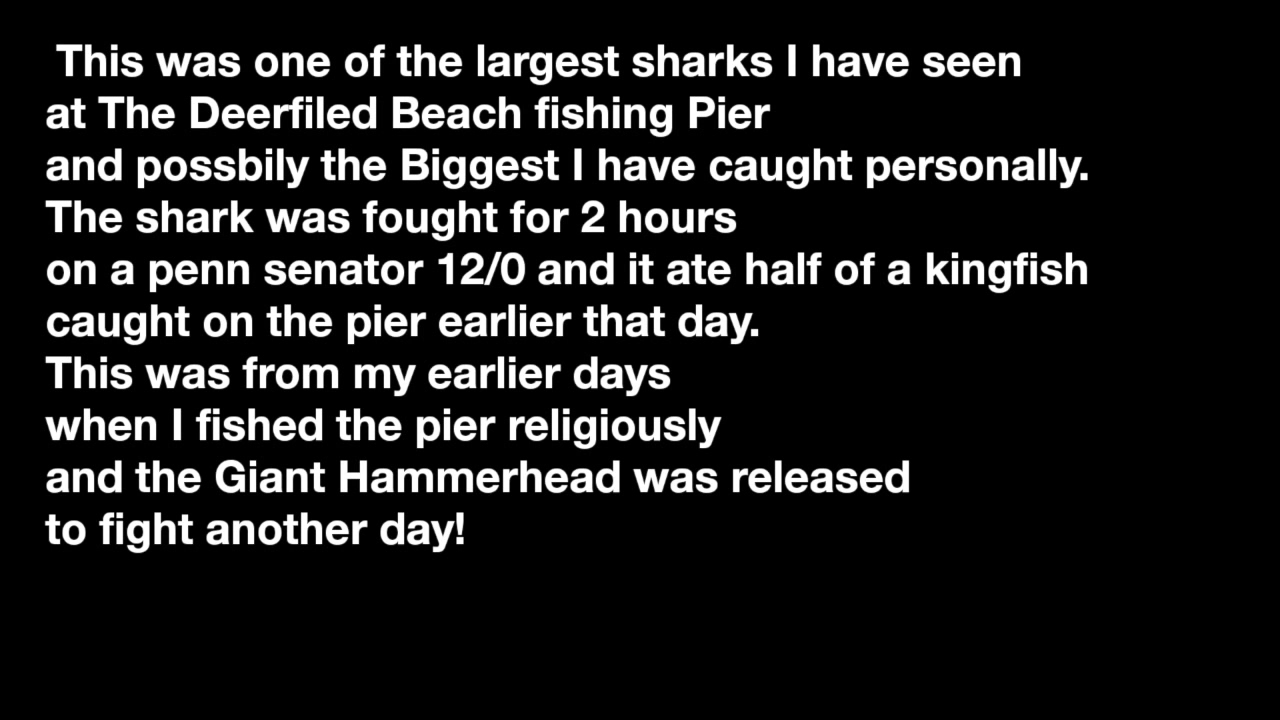 This was one of the largest sharks I have seen
at The Deerfiled Beach fishing Pier
and possbily the Biggest I have caught personally.
The shark was fought for 2 hours
on a penn senator 12/0 and it ate half of a kingfish
caught on the pier earlier that day.
This was from my earlier days
when I fished the pier religiously
and the Giant Hammerhead was released
to fight another day!